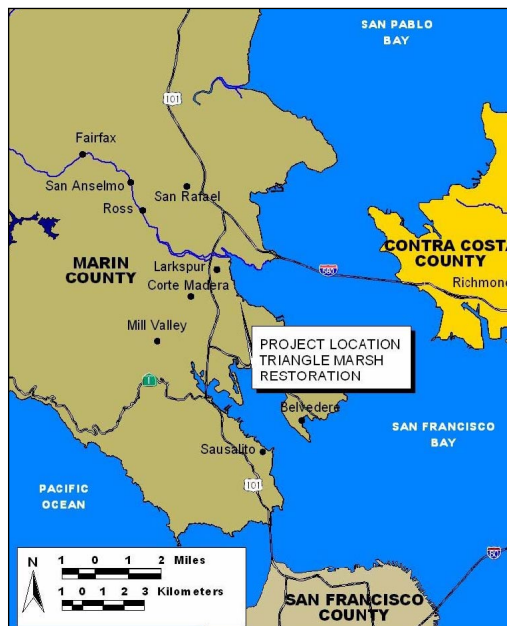 SAN PABLO
BAY
101
Fairfax
San Anselmo
San Rafael
Ross
CONTRA COSTA
COUNTY
Richmond
MARIN
COUNTY
Larkspur
Corte Madera
580
Mill Valley
PROJECT LOCATION
TRIANGLE MARSH
RESTORATION
1
Belvedere
SAN FRANCISCO
BAY
Sausalito
101
PACIFIC
OCEAN
80
N
1 0 1 2 Miles
1 0 1 2 3 Kilometers
SAN FRANCISCO
COUNTY